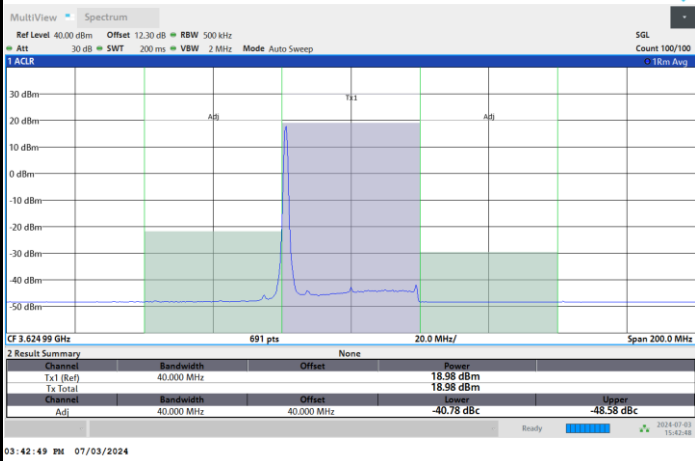 MultiView Spectrum
Ref Level 40.00 dBm Offset 12.30 dB RBW 500 kHz SGL
Att 30 dB SWT 200 ms VBW 2 MHz Mode Auto Sweep Count 100/100
1 ACLR 1Rm Avg
30 dBm
Tx1
20 dBm
Adj Adj
10 dBm
0 dBm
-10 dBm
-20 dBm
-30 dBm
-40 dBm
-50 dBm
CF 3.62499 GHz 691 pts 20.0 MHz/ Span 200.0 MHz
2 Result Summary None
Channel Bandwidth Offset Power
Tx1 (Ref) 40.000 MHz 18.98 dBm
Tx Total 18.98 dBm
Channel Bandwidth Offset Lower Upper
Adj 40.000 MHz 40.000 MHz -40.78 dBc -48.58 dBc
Ready 2024-07-03
15:42:48
03:42:49 PM 07/03/2024